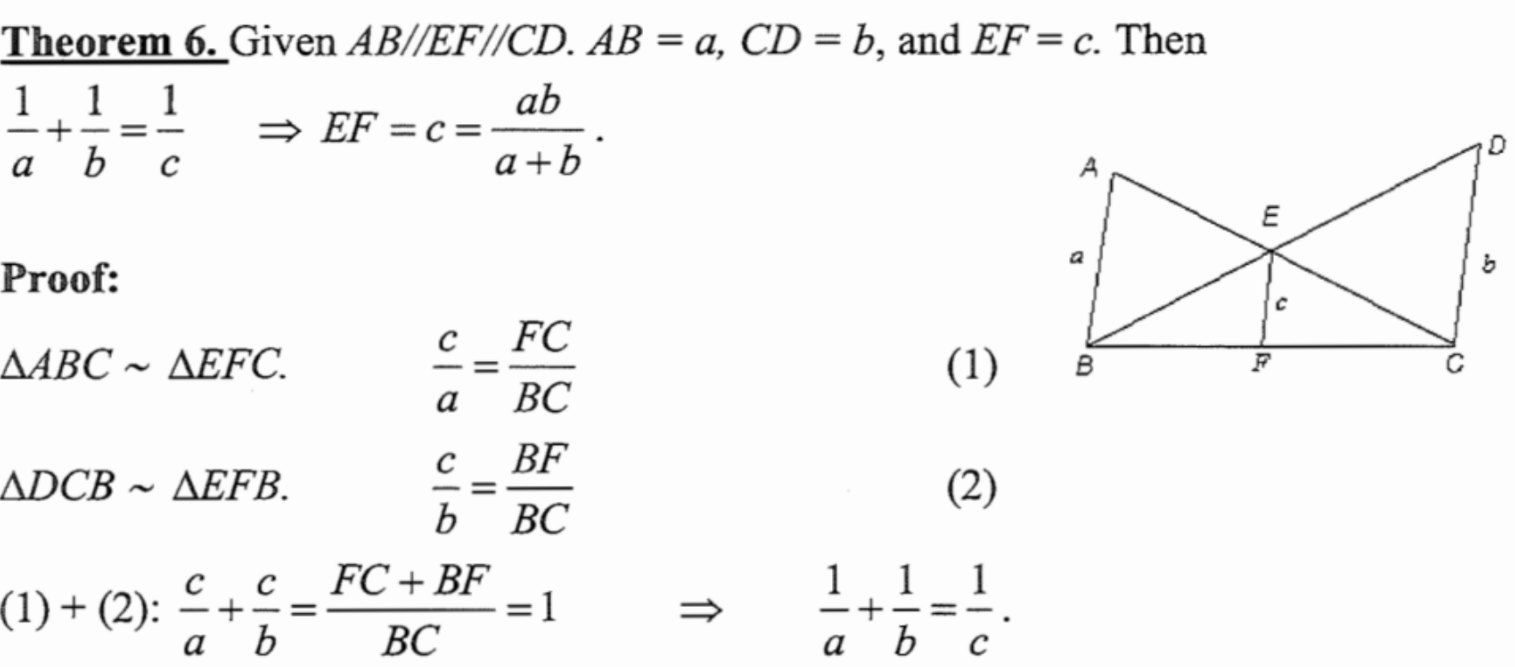 Theorem 6. Given AB//EF//CD. AB = a, CD = b, and EF = c. Then
1/a + 1/b = 1/c ⇒ EF = c = ab/(a+b).
A
D
E
a
b
c
B
F
C
Proof:
ΔABC ~ ΔEFC. c/a = FC/BC (1)
ΔDCB ~ ΔEFB. c/b = BF/BC (2)
(1) + (2): c/a + c/b = (FC + BF)/BC = 1 ⇒ 1/a + 1/b = 1/c.